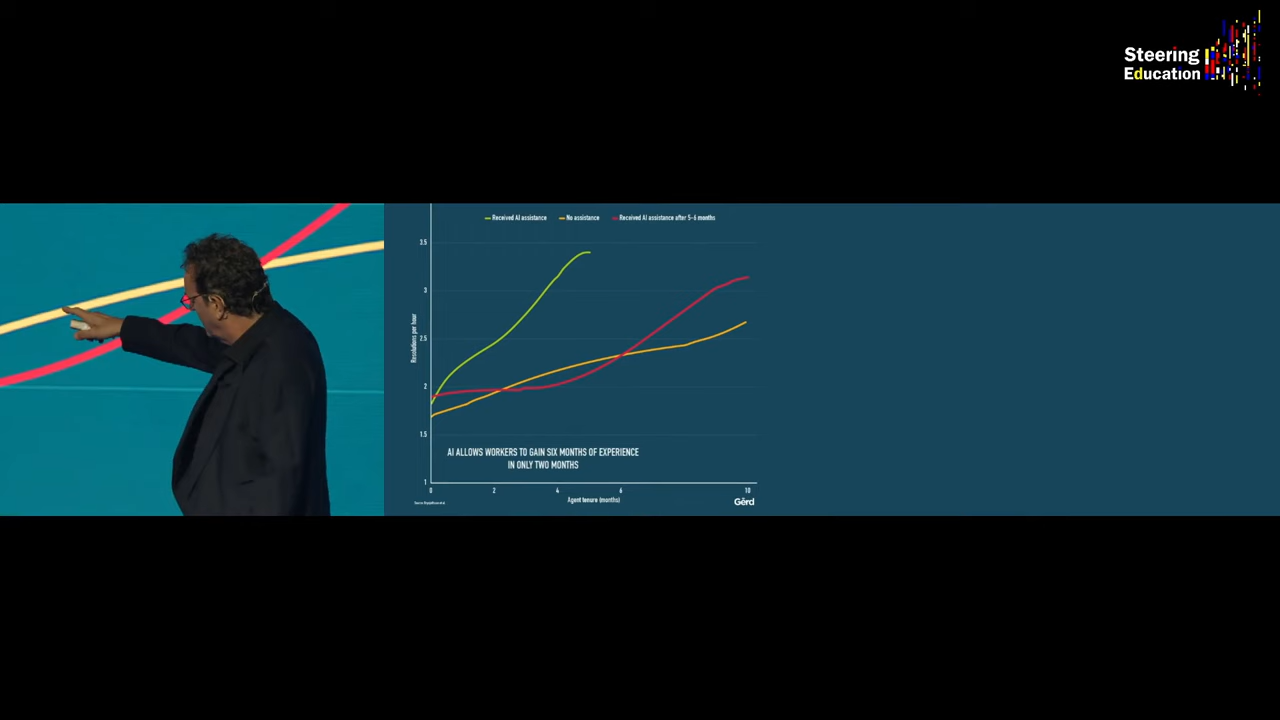 Steering
Education
Received AI assistance
No assistance
Received AI assistance after 5-6 months
3.5
3
2.5
2
1.5
1
Resolutions per hour
AI ALLOWS WORKERS TO GAIN SIX MONTHS OF EXPERIENCE
IN ONLY TWO MONTHS
0
2
4
6
10
Agent tenure (months)
Gerd